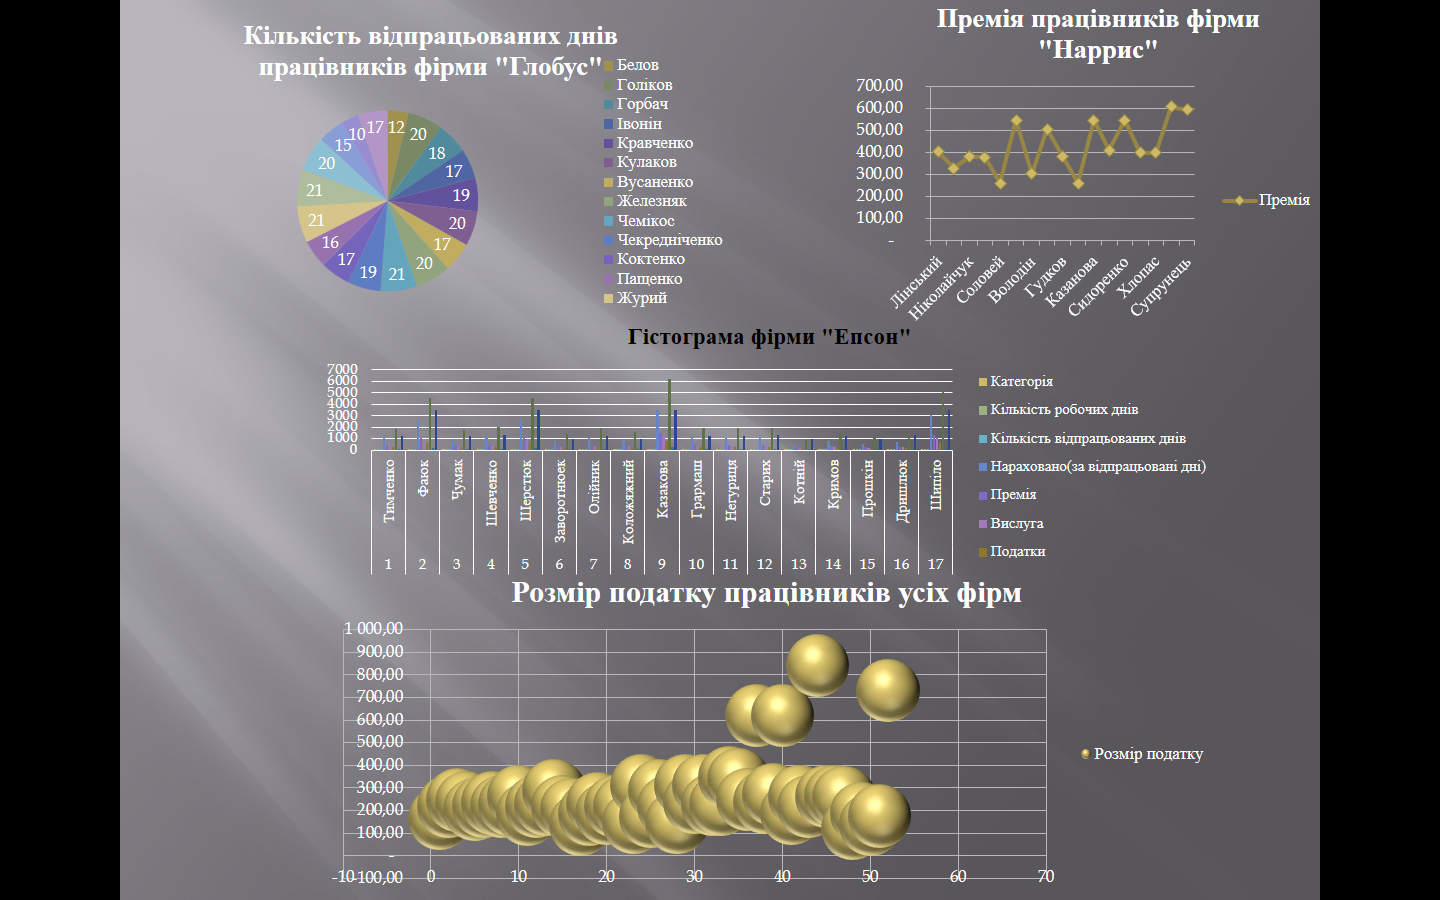 Кількість відпрацьованих днів
працівників фірми "Глобус"
12
20
18
17
19
20
17
20
21
19
17
16
21
21
20
15
10
17
Белов
Голіков
Горбач
Івонін
Кравченко
Кулаков
Вусаненко
Железняк
Чемікос
Чекредніченко
Коктенко
Пащенко
Журий
Премія працівників фірми
"Наррис"
700,00
600,00
500,00
400,00
300,00
200,00
100,00
-
Лінський
Ніколайчук
Соловей
Володін
Гудков
Казанова
Сидоренко
Хлопас
Супрунець
Премія
Гістограма фірми "Епсон"
7000
6000
5000
4000
3000
2000
1000
0
Тимченко
Фаюк
Чумак
Шевченко
Шерстюк
Заворотнюек
Олійник
Коложяжний
Казакова
Грармаш
Негуриця
Старих
Котній
Кримов
Прошкін
Дришлюк
Шипіло
1 2 3 4 5 6 7 8 9 10 11 12 13 14 15 16 17
Категорія
Кількість робочих днів
Кількість відпрацьованих днів
Нараховано(за відпрацьовані дні)
Премія
Вислуга
Податки
Розмір податку працівників усіх фірм
1 000,00
900,00
800,00
700,00
600,00
500,00
400,00
300,00
200,00
100,00
-
-100,00
-10 0 10 20 30 40 50 60 70
Розмір податку